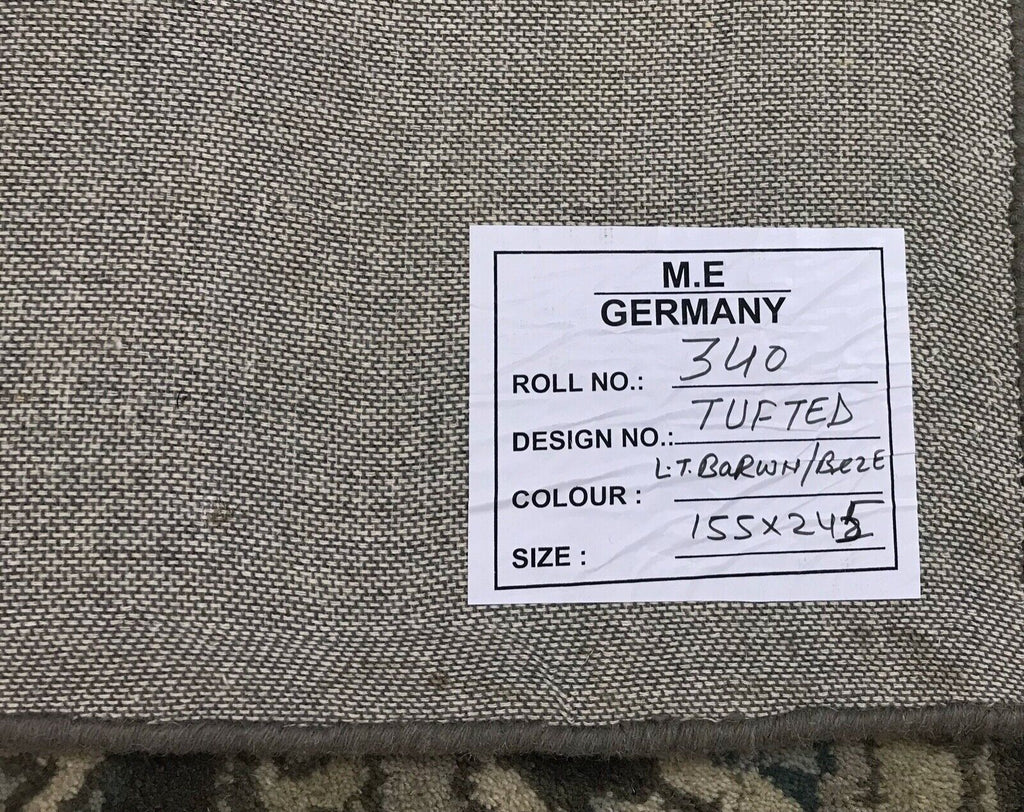 M.E
GERMANY
ROLL NO.: 340
DESIGN NO.: TUFTED
COLOUR : L.T. BaRWN/BeZE
SIZE : 155x245